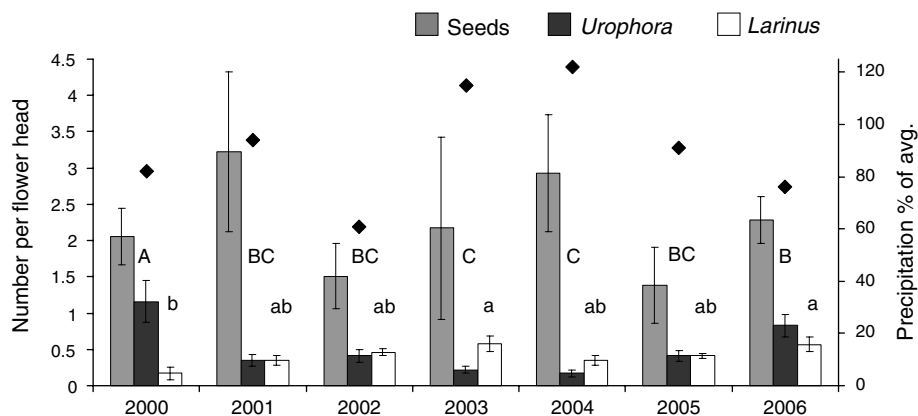 Seeds Urophora Larinus
Number per flower head
4.5
4
3.5
3
2.5
2
1.5
1
0.5
0
120
100
80
60
40
20
0
Precipitation % of avg.
A BC BC C C BC B
b ab ab a ab ab a
2000 2001 2002 2003 2004 2005 2006